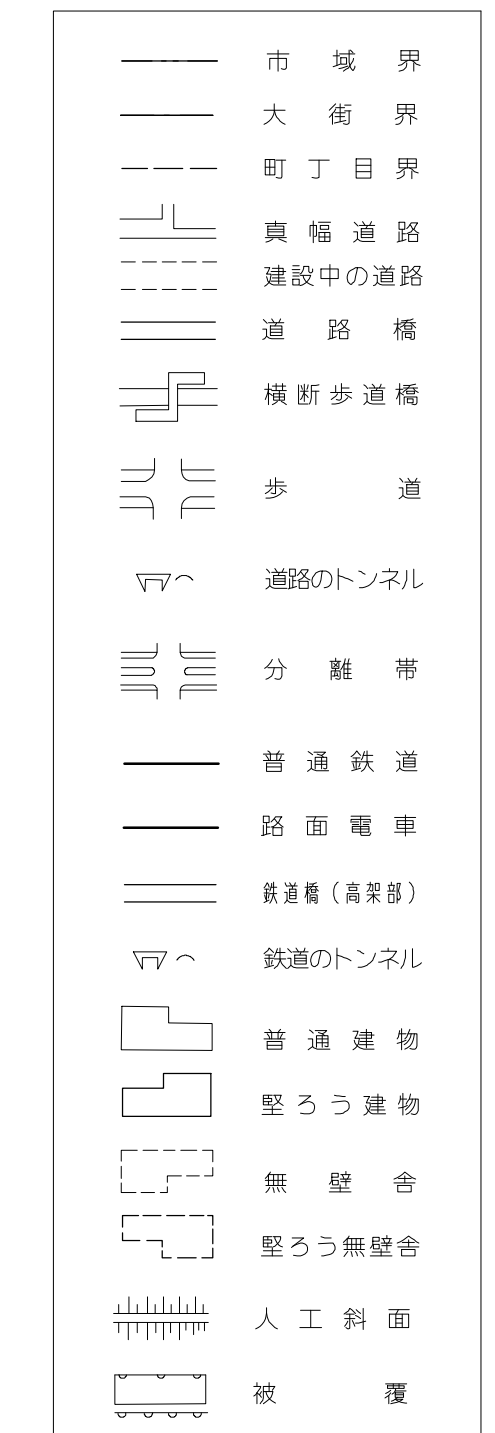 市域界
大街界
町丁目界
真幅道路
建設中の道路
道路橋
横断歩道橋
歩道
道路のトンネル
分離帯
普通鉄道
路面電車
鉄道橋（高架部）
鉄道のトンネル
普通建物
堅ろう建物
無壁舎
堅ろう無壁舎
人工斜面
被覆